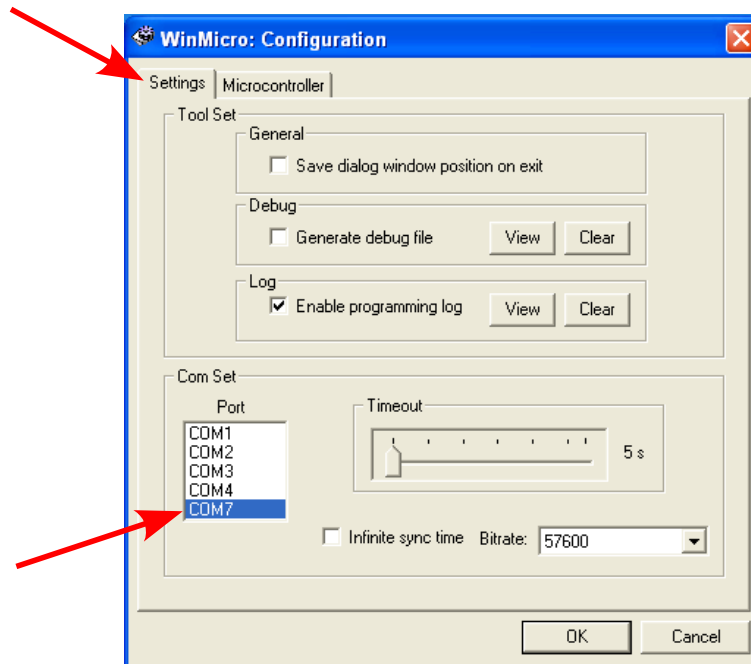 WinMicro: Configuration
Settings Microcontroller
Tool Set
General
Save dialog window position on exit
Debug
Generate debug file View Clear
Log
Enable programming log View Clear
Com Set
Port
COM1
COM2
COM3
COM4
COM7
Timeout
5 s
Infinite sync time Bitrate: 57600
OK Cancel